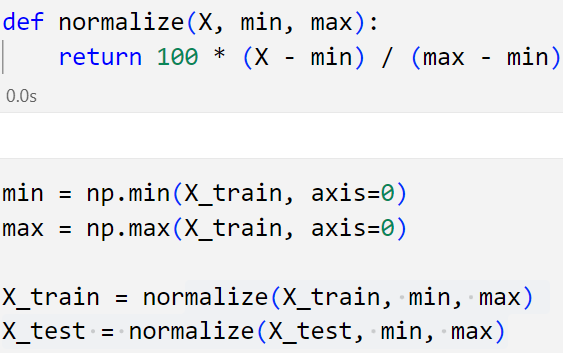 def normalize(X, min, max):
    return 100 * (X - min) / (max - min)
0.0s
min = np.min(X_train, axis=0)
max = np.max(X_train, axis=0)
X_train = normalize(X_train, min, max)
X_test = normalize(X_test, min, max)